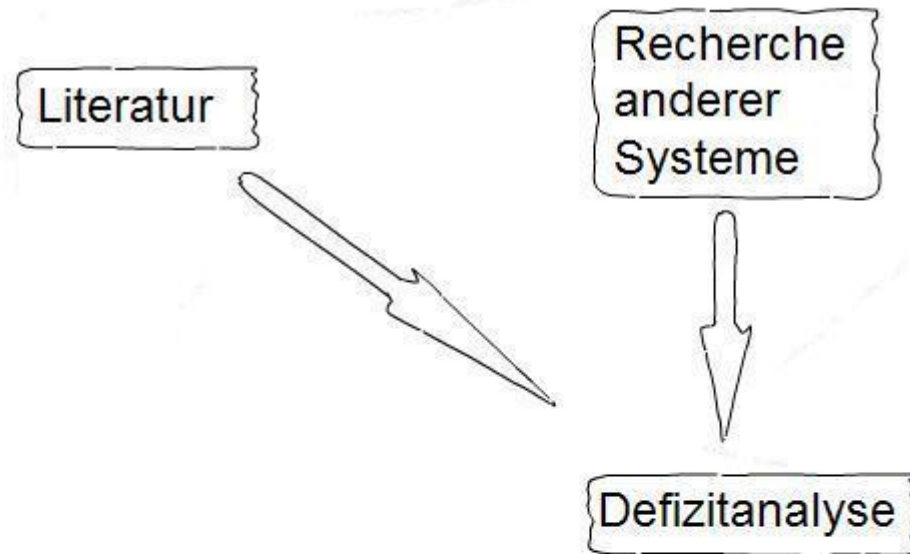 Literatur
Recherche
anderer
Systeme
Defizitanalyse